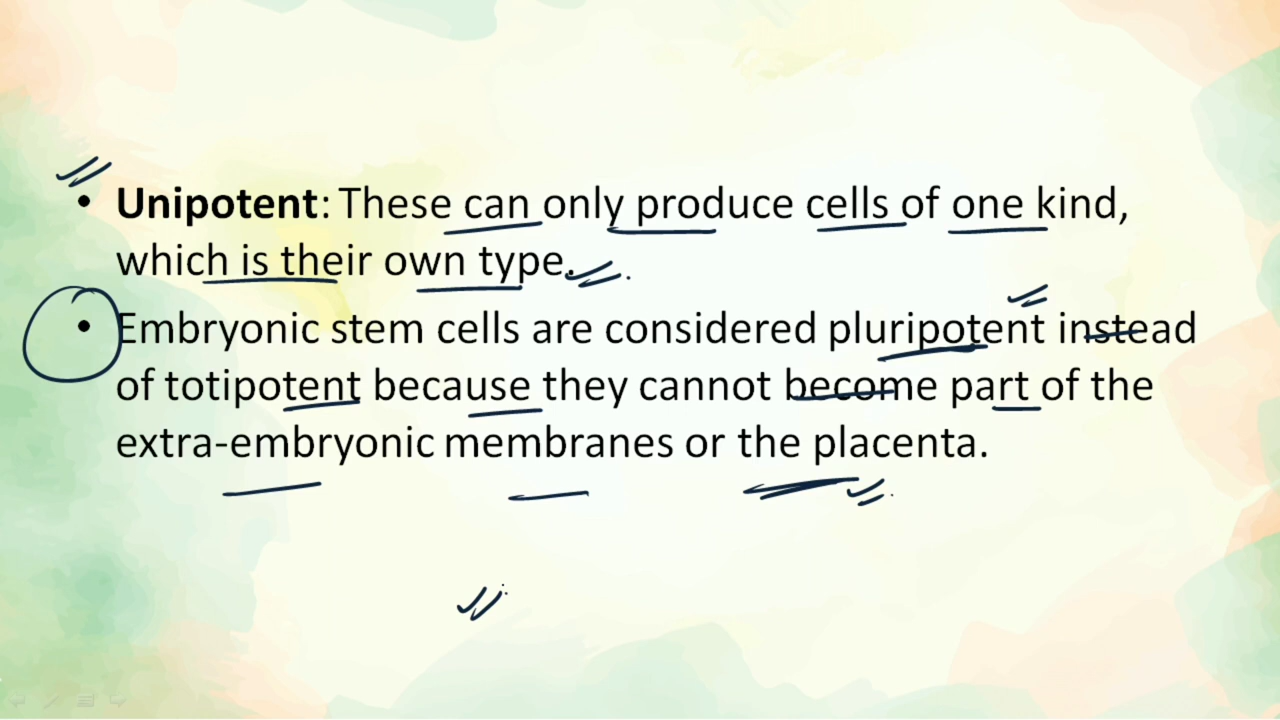 • Unipotent: These can only produce cells of one kind,
which is their own type.
• Embryonic stem cells are considered pluripotent instead
of totipotent because they cannot become part of the
extra-embryonic membranes or the placenta.